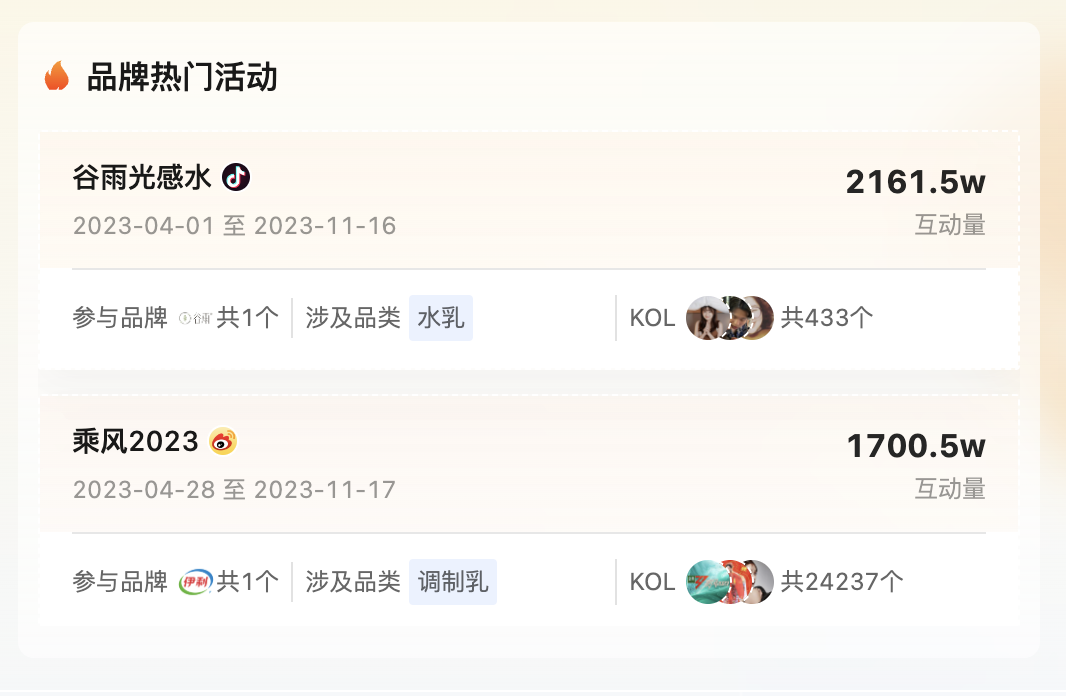 品牌热门活动
谷雨光感水
2161.5w
2023-04-01 至 2023-11-16
互动量
参与品牌 谷雨 共1个 涉及品类 水乳 KOL 共433个
乘风2023
1700.5w
2023-04-28 至 2023-11-17
互动量
参与品牌 伊利 共1个 涉及品类 调制乳 KOL 共24237个